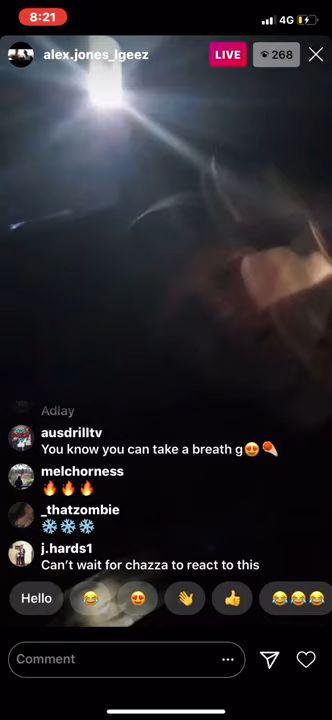 8:21
4G
alex.jones_lgeez
LIVE
268
Adlay
ausdrilltv
You know you can take a breath g😍🍖
melchorness
🔥🔥🔥
_thatzombie
❄️❄️❄️
j.hards1
Can't wait for chazza to react to this
Hello
😂
😍
👋
👍
😂😂😂
Comment